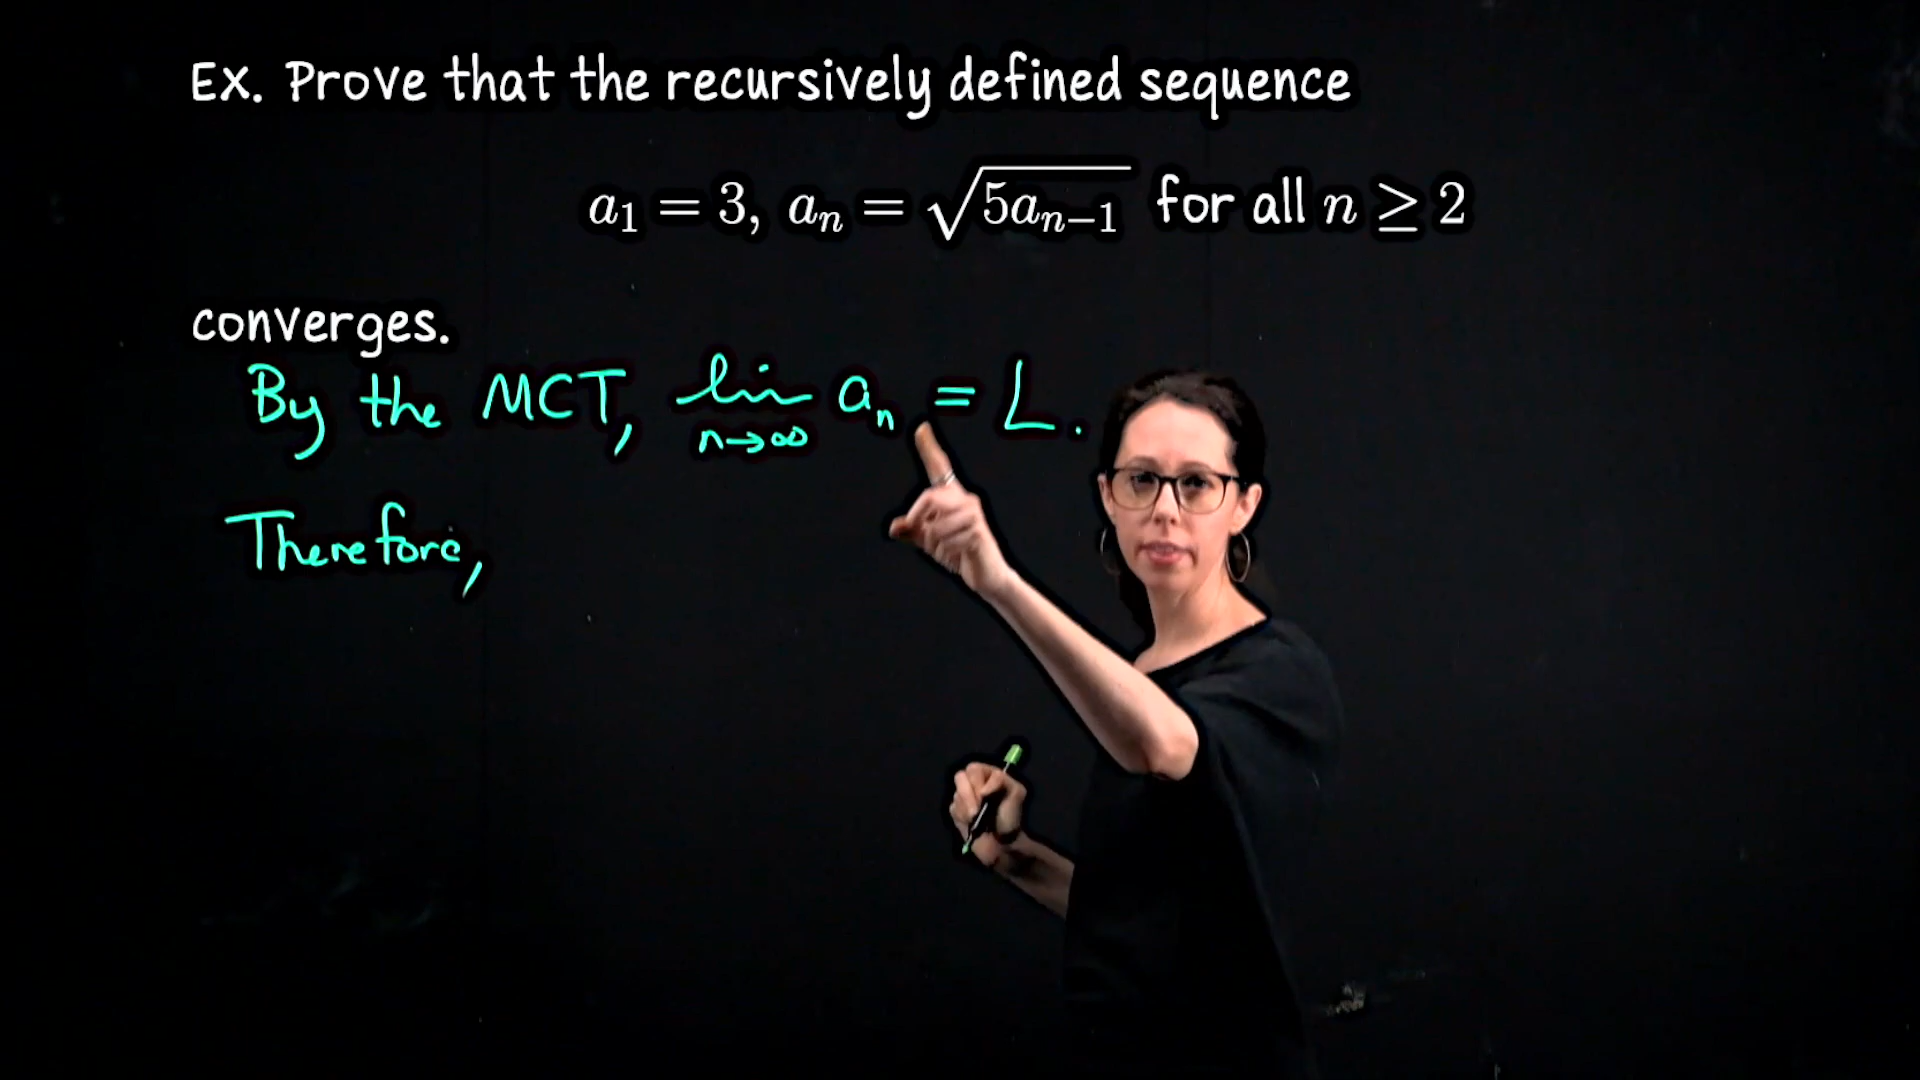 Ex. Prove that the recursively defined sequence
a₁ = 3, aₙ = √(5aₙ₋₁) for all n ≥ 2
converges.
By the MCT, lim n→∞ aₙ = L.
Therefore,